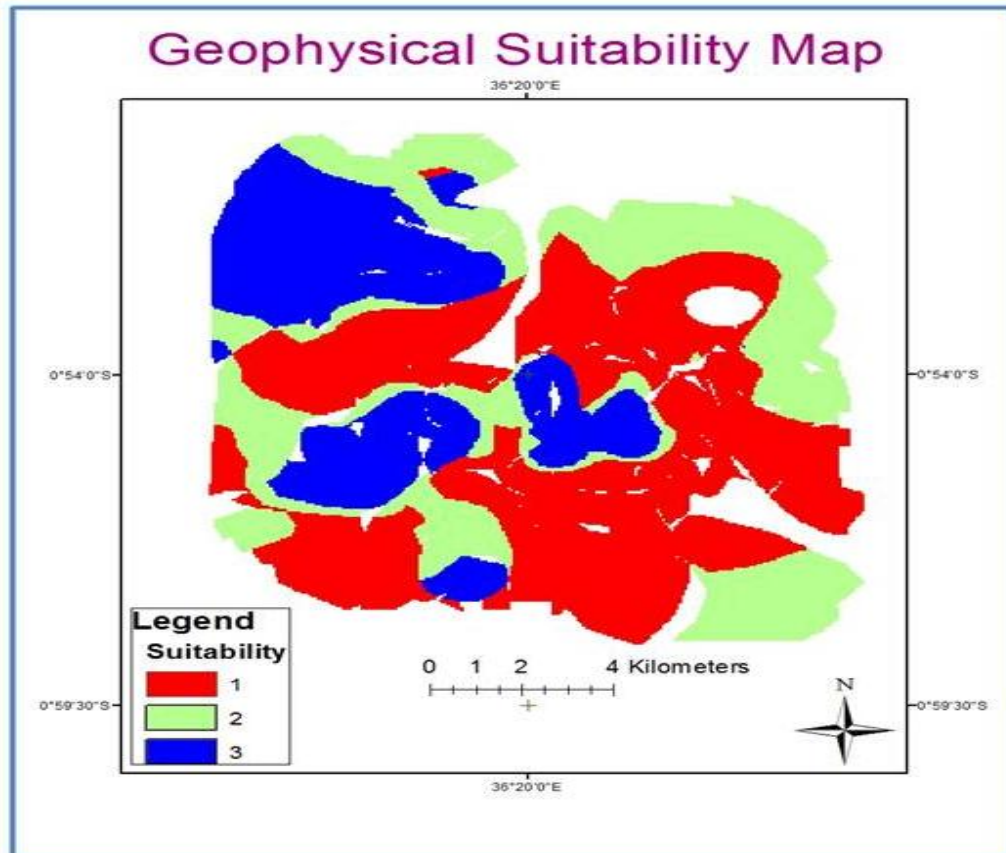 Geophysical Suitability Map
36°20'0"E
0°54'0"S
0°54'0"S
Legend
Suitability
1
2
3
0 1 2 4 Kilometers
N
0°59'30"S
0°59'30"S
36°20'0"E